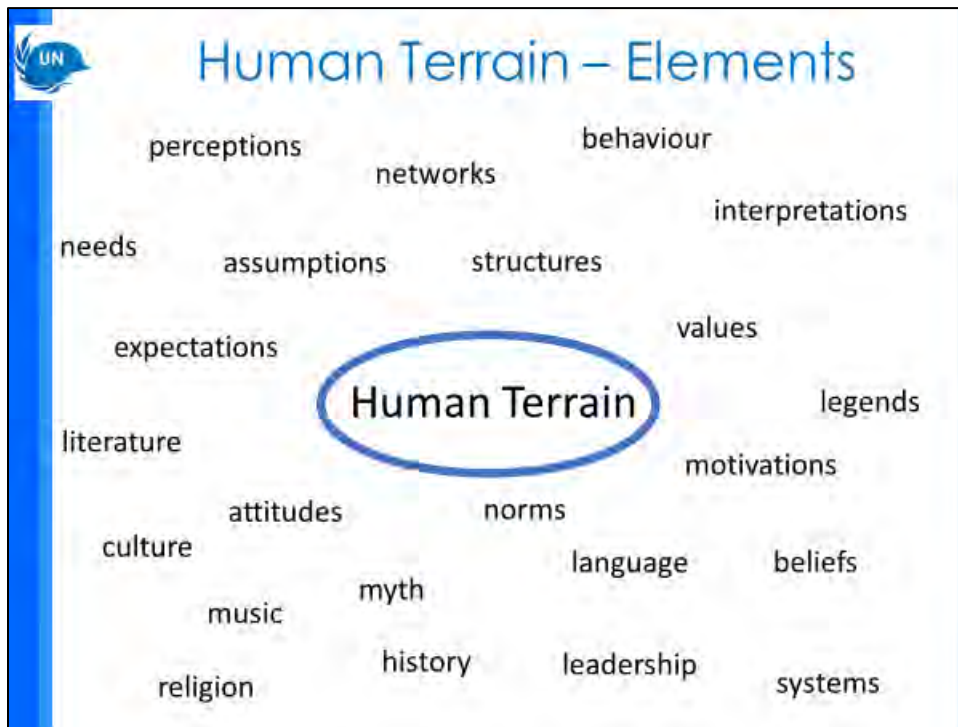 UN
Human Terrain – Elements
perceptions
behaviour
networks
interpretations
needs
assumptions
structures
values
expectations
Human Terrain
legends
literature
motivations
attitudes
norms
culture
language
beliefs
myth
music
history
leadership
religion
systems